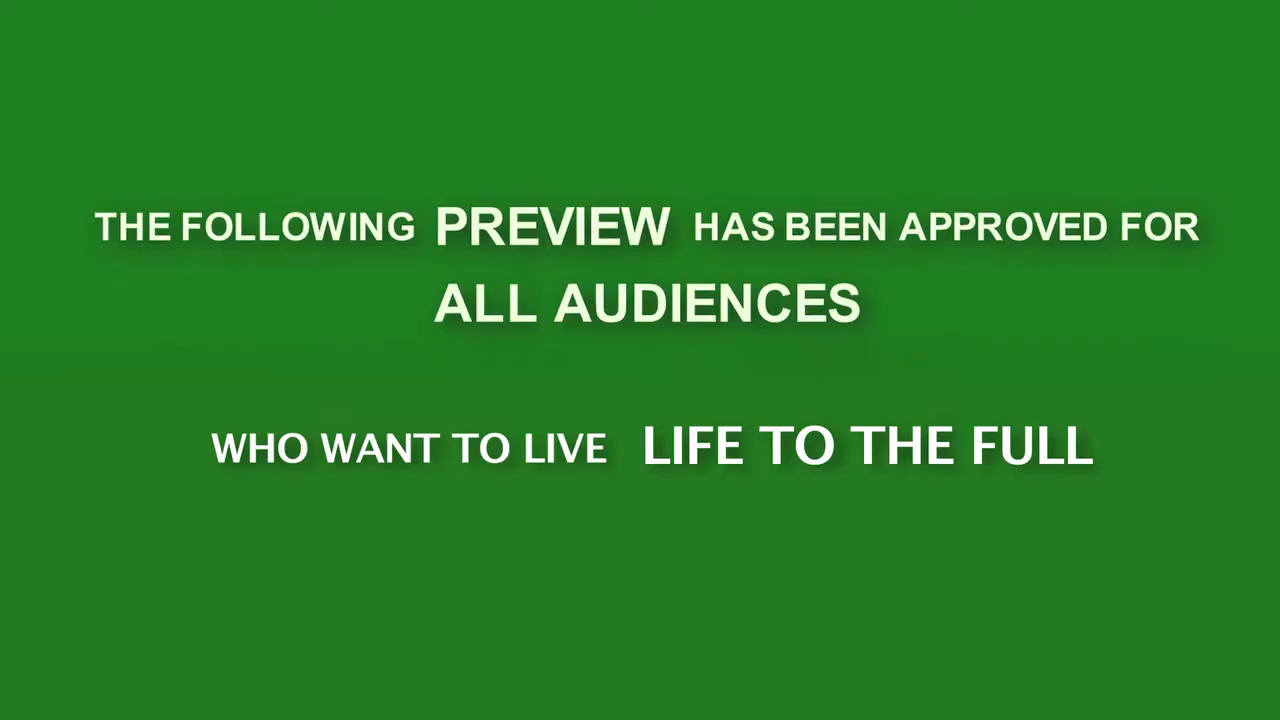 THE FOLLOWING PREVIEW HAS BEEN APPROVED FOR
ALL AUDIENCES
WHO WANT TO LIVE LIFE TO THE FULL